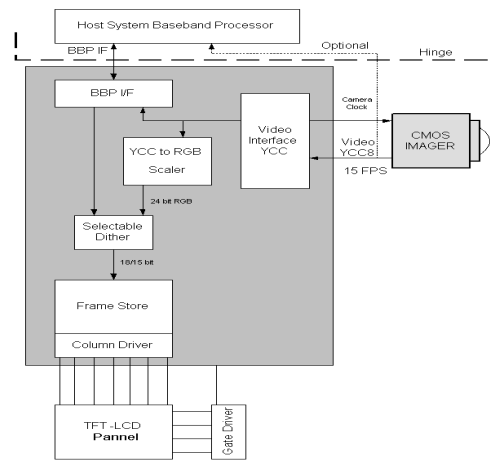 Host System Baseband Processor
BBP IF
Optional
Hinge
BBP I/F
Camera
Clock
Video
Interface
YCC
CMOS
IMAGER
YCC to RGB
Scaler
Video
YCC8
15 FPS
24 bit RGB
Selectable
Dither
18/15 bit
Frame Store
Column Driver
TFT -LCD
Pannel
Gate Driver